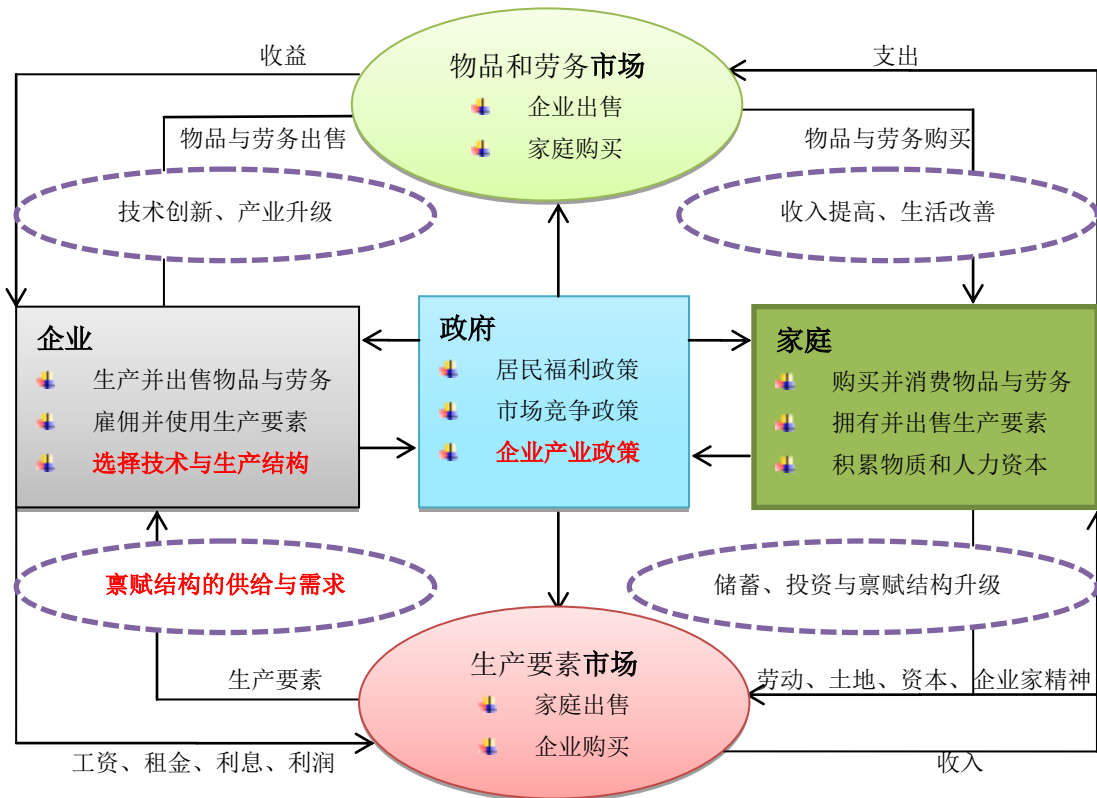 收益
物品和劳务市场
企业出售
家庭购买
支出
物品与劳务出售
物品与劳务购买
技术创新、产业升级
收入提高、生活改善
企业
生产并出售物品与劳务
雇佣并使用生产要素
选择技术与生产结构
政府
居民福利政策
市场竞争政策
企业产业政策
家庭
购买并消费物品与劳务
拥有并出售生产要素
积累物质和人力资本
禀赋结构的供给与需求
储蓄、投资与禀赋结构升级
生产要素市场
家庭出售
企业购买
生产要素
劳动、土地、资本、企业家精神
工资、租金、利息、利润
收入